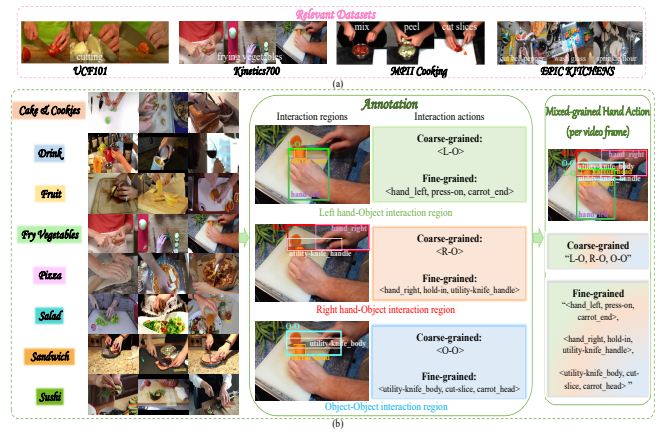 Relevant Datasets
cutting
frying vegetables
mix peel cut slices
UCF101
Kinetics700
MPII Cooking
EPIC KITCHENS
(a)
Cake & Cookies
Drink
Fruit
Fry Vegetables
Pizza
Salad
Sandwich
Sushi
Annotation
Interaction regions
Interaction actions
Coarse-grained:
<L-O>
Fine-grained:
<hand_left, press-on, carrot_end>
Left hand-Object interaction region
hand_right
utility-knife_handle
Coarse-grained:
<R-O>
Fine-grained:
<hand_right, hold-in, utility-knife_handle>
Right hand-Object interaction region
O-O
utility-knife_body
Coarse-grained:
<O-O>
Fine-grained:
<utility-knife_body, cut-slice, carrot_head>
Object-Object interaction region
Mixed-grained Hand Action
(per video frame)
hand_right
utility-knife_body
utility-knife_handle
Coarse-grained
“L-O, R-O, O-O”
Fine-grained
“<hand_left, press-on,
carrot_end>,
<hand_right, hold-in,
utility-knife_handle>,
<utility-knife_body, cut-
slice, carrot_head> ”
(b)